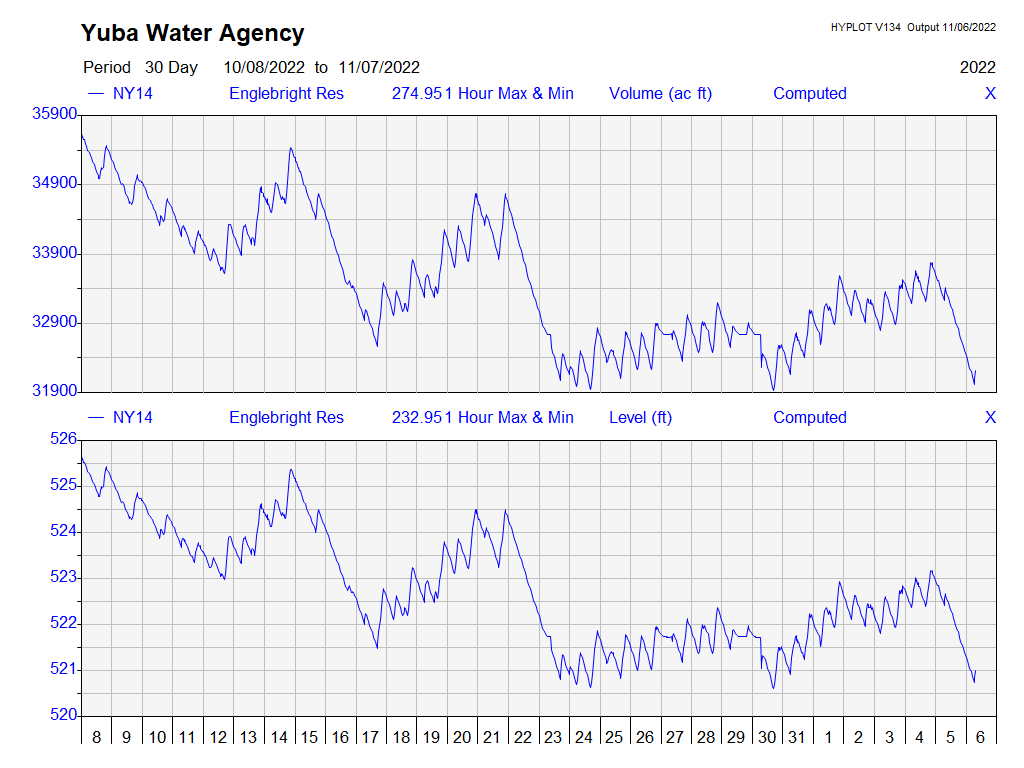 Yuba Water Agency
HYPLOT V134 Output 11/06/2022
Period 30 Day 10/08/2022 to 11/07/2022 2022
NY14 Englebright Res 274.951 Hour Max & Min Volume (ac ft) Computed X
35900
34900
33900
32900
31900
NY14 Englebright Res 232.951 Hour Max & Min Level (ft) Computed X
526
525
524
523
522
521
520
8 9 10 11 12 13 14 15 16 17 18 19 20 21 22 23 24 25 26 27 28 29 30 31 1 2 3 4 5 6